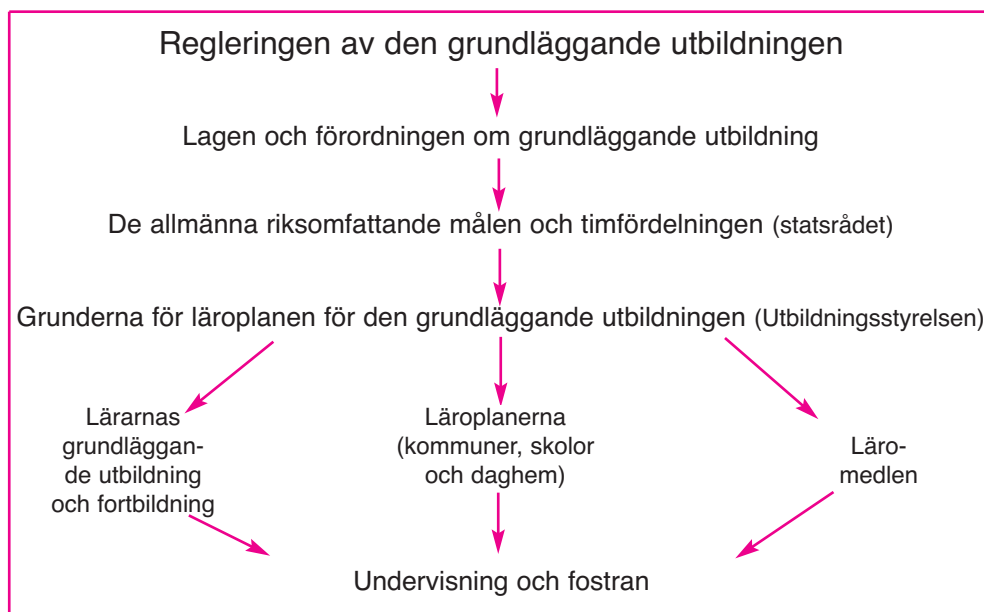 Regleringen av den grundläggande utbildningen
Lagen och förordningen om grundläggande utbildning
De allmänna riksomfattande målen och timfördelningen (statsrådet)
Grunderna för läroplanen för den grundläggande utbildningen (Utbildningsstyrelsen)
Lärarnas
grundläggan-
de utbildning
och fortbildning
Läroplanerna
(kommuner, skolor
och daghem)
Läro-
medlen
Undervisning och fostran